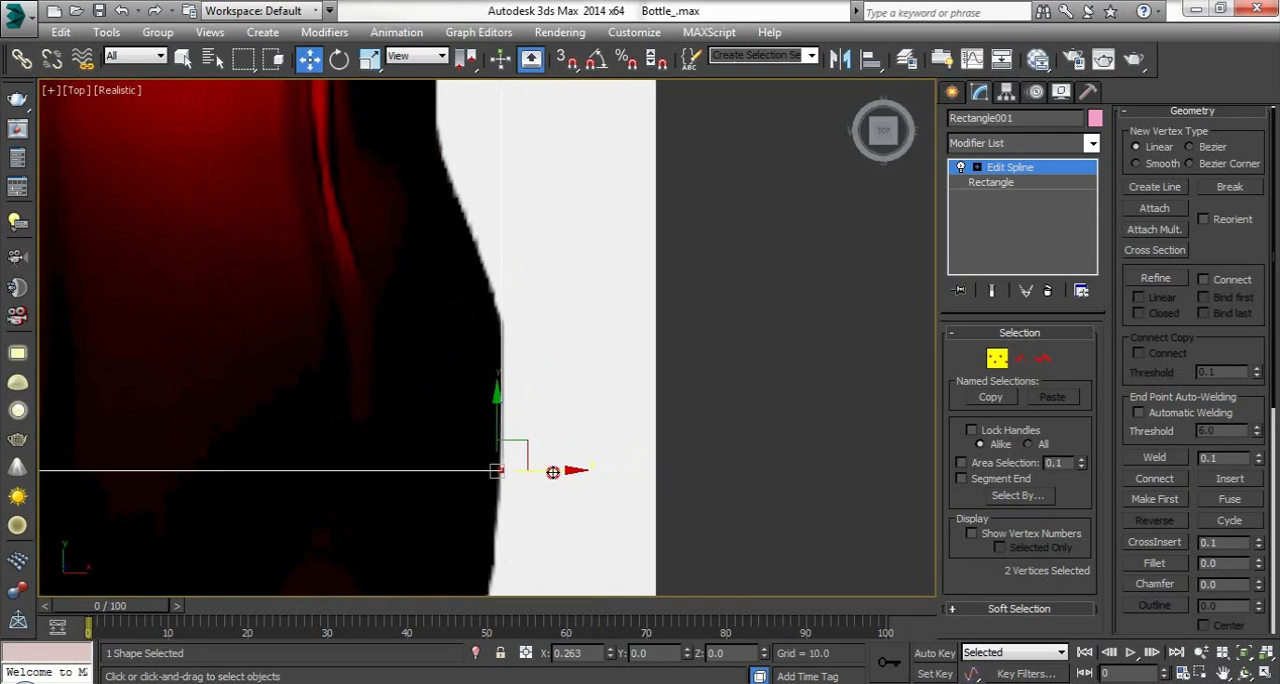 Workspace: Default
Autodesk 3ds Max 2014 x64
Bottle_.max
Type a keyword or phrase
Edit
Tools
Group
Views
Create
Modifiers
Animation
Graph Editors
Rendering
Customize
MAXScript
Help
All
View
3
Create Selection Se
[+] [Top] [Realistic]
TOP
Rectangle001
Modifier List
Edit Spline
Rectangle
Selection
Named Selections:
Copy
Paste
Lock Handles
Alike
All
Area Selection:
0.1
Segment End
Select By...
Display
Show Vertex Numbers
Selected Only
2 Vertices Selected
Soft Selection
Geometry
New Vertex Type
Linear
Bezier
Smooth
Bezier Corner
Create Line
Break
Attach
Reorient
Attach Mult.
Cross Section
Refine
Connect
Linear
Bind first
Closed
Bind last
Connect Copy
Connect
Threshold
0.1
End Point Auto-Welding
Automatic Welding
Threshold
6.0
Weld
0.1
Connect
Insert
Make First
Fuse
Reverse
Cycle
CrossInsert
0.1
Fillet
0.0
Chamfer
0.0
Outline
0.0
Center
y
x
0 / 100
0
10
20
30
40
50
60
70
80
90
100
1 Shape Selected
X: 0.263
Y: 0.0
Z: 0.0
Grid = 10.0
Auto Key
Selected
Welcome to M
Click or click-and-drag to select objects
Add Time Tag
Set Key
Key Filters...
0